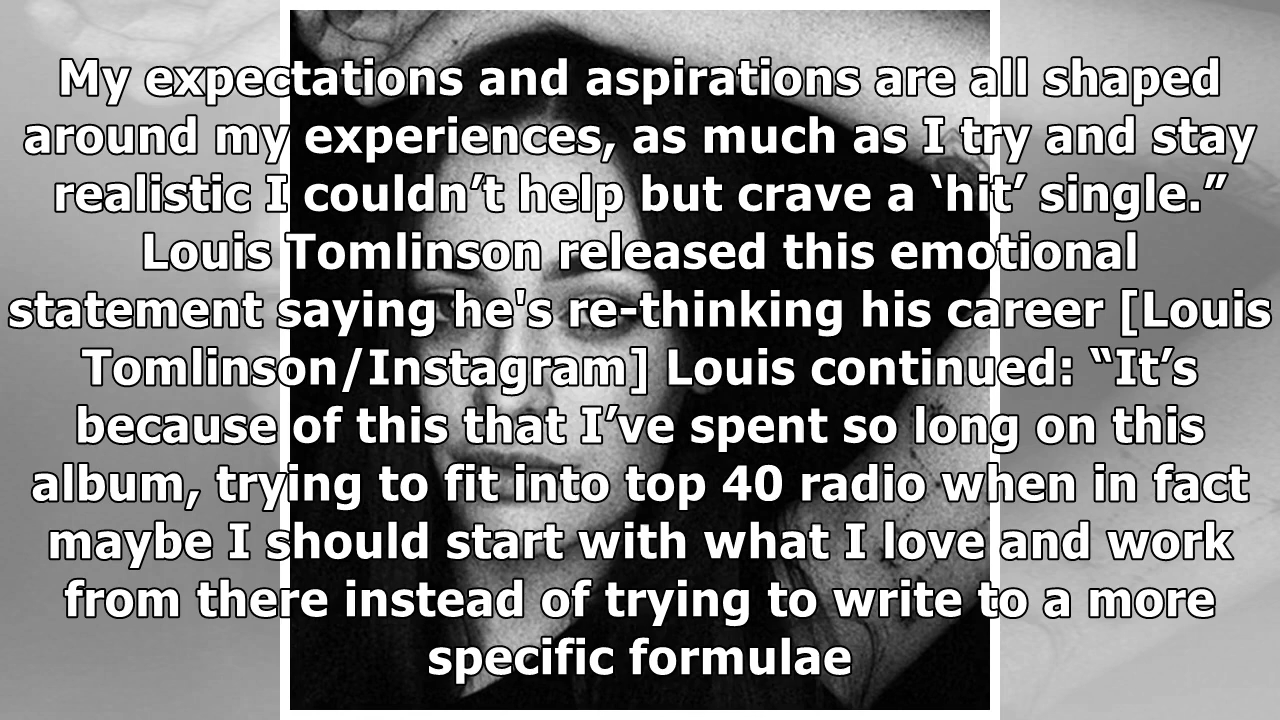 My expectations and aspirations are all shaped
around my experiences, as much as I try and stay
realistic I couldn’t help but crave a ‘hit’ single.”
Louis Tomlinson released this emotional
statement saying he's re-thinking his career [Louis
Tomlinson/Instagram] Louis continued: “It’s
because of this that I’ve spent so long on this
album, trying to fit into top 40 radio when in fact
maybe I should start with what I love and work
from there instead of trying to write to a more
specific formulae